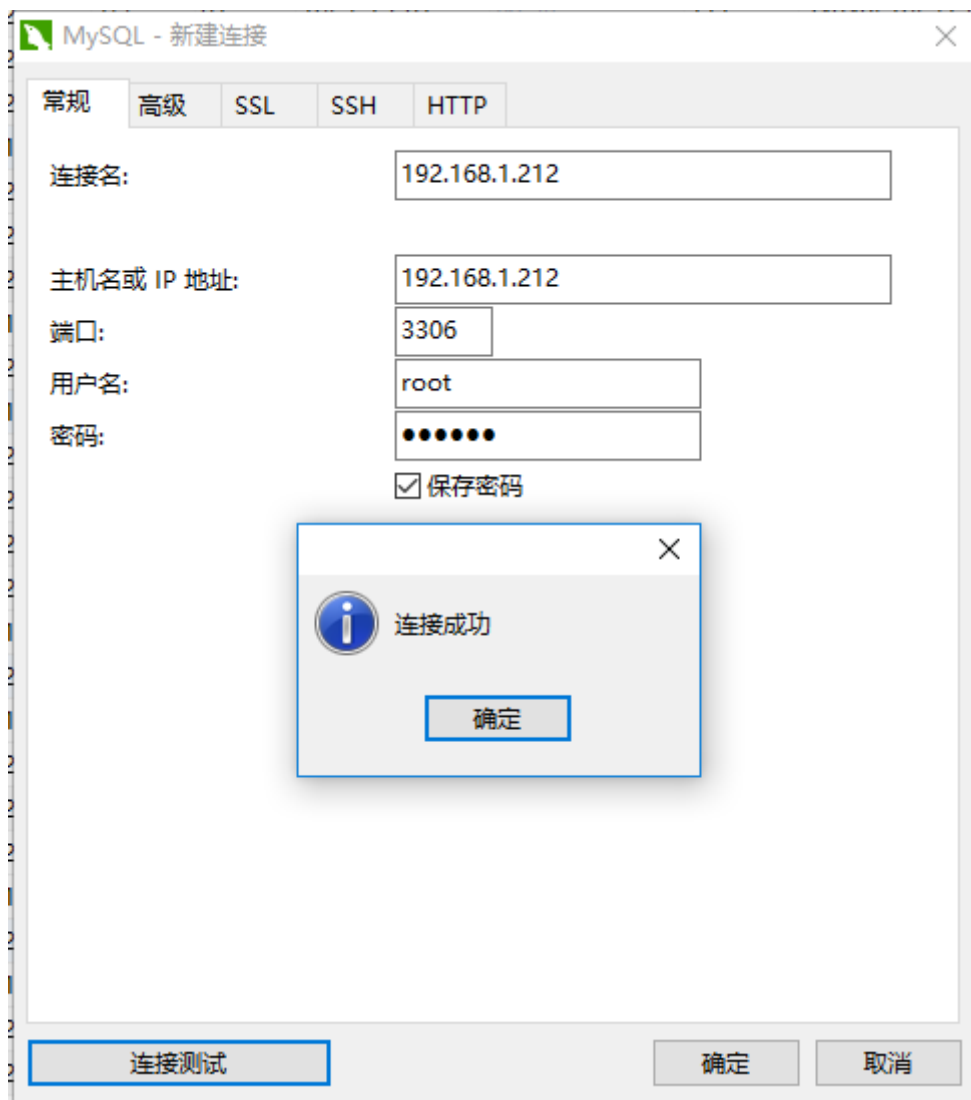 MySQL - 新建连接
常规 高级 SSL SSH HTTP
连接名: 192.168.1.212
主机名或 IP 地址: 192.168.1.212
端口: 3306
用户名: root
密码: ●●●●●●
保存密码
连接成功
确定
连接测试 确定 取消